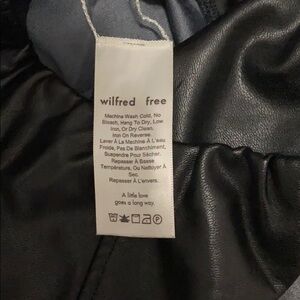 wilfred free
Machine Wash Cold, No
Bleach, Hang To Dry, Low
Iron, Or Dry Clean.
Iron On Reverse.
Laver À La Machine À L'eau
Froide, Pas De Blanchiment,
Suspendre Pour Sécher,
Repasser À Basse
Température, Ou Nettoyer À
Sec.
Repasser À L'envers.
A little love
goes a long way.